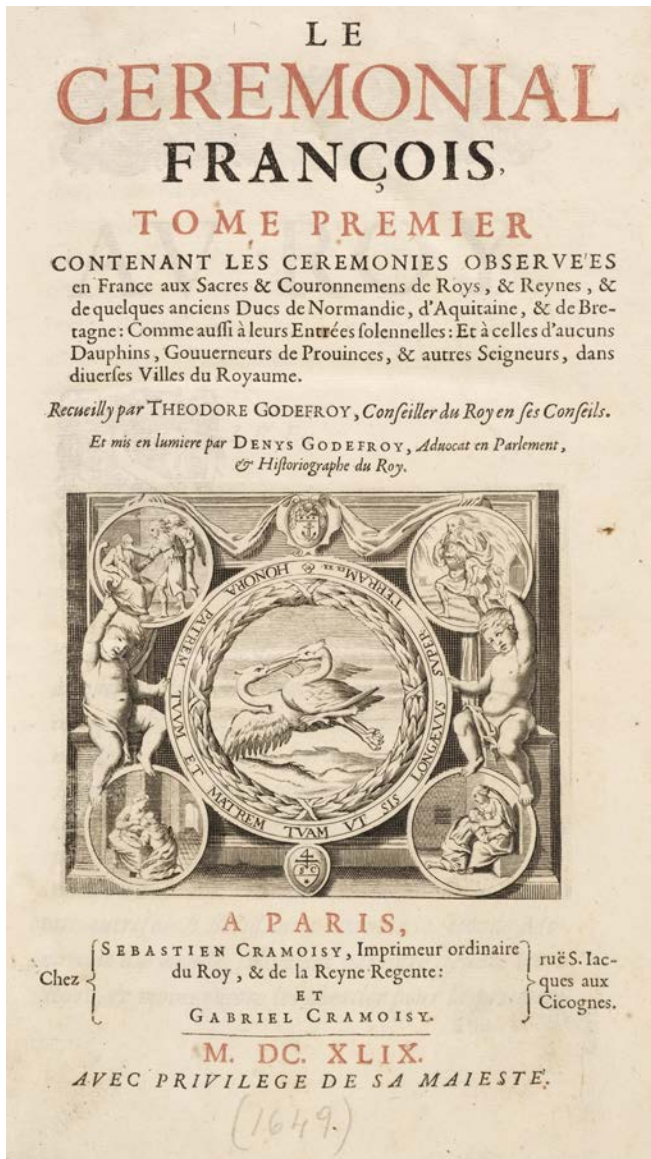 LE
CEREMONIAL
FRANÇOIS,
TOME PREMIER
CONTENANT LES CEREMONIES OBSERVE'ES
en France aux Sacres & Couronnemens de Roys, & Reynes, &
de quelques anciens Ducs de Normandie, d'Aquitaine, & de Bre-
tagne: Comme aussi à leurs Entrées solennelles: Et à celles d'aucuns
Dauphins, Gouuerneurs de Prouinces, & autres Seigneurs, dans
diuerses Villes du Royaume.
Recueilly par THEODORE GODEFROY, Conseiller du Roy en ses Conseils.
Et mis en lumiere par DENYS GODEFROY, Aduocat en Parlement,
& Historiographe du Roy.
HONORA PATREM TVVM ET MATREM TVAM VT SIS LONGÆVVS SVPER TERRAM
A PARIS,
Chez
SEBASTIEN CRAMOISY, Imprimeur ordinaire
du Roy, & de la Reyne Regente:
ET
GABRIEL CRAMOISY.
ruë S. Iac-
ques aux
Cicognes.
M. DC. XLIX.
AVEC PRIVILEGE DE SA MAIESTE'.
(1649.)